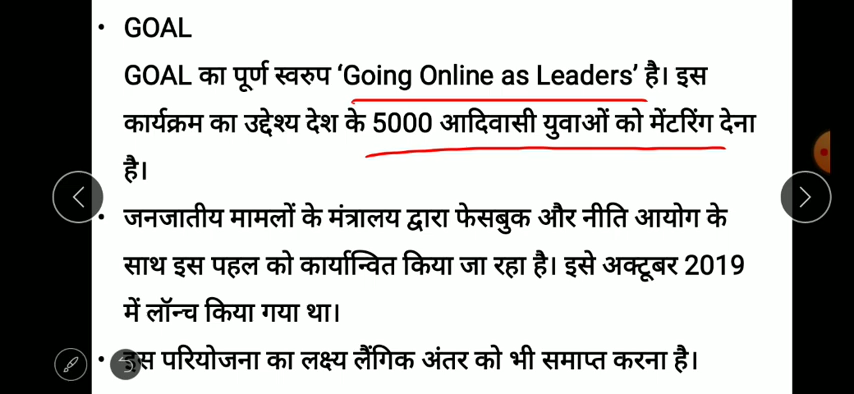 • GOAL
GOAL का पूर्ण स्वरुप ‘Going Online as Leaders’ है। इस
कार्यक्रम का उद्देश्य देश के 5000 आदिवासी युवाओं को मेंटरिंग देना
है।
• जनजातीय मामलों के मंत्रालय द्वारा फेसबुक और नीति आयोग के
साथ इस पहल को कार्यान्वित किया जा रहा है। इसे अक्टूबर 2019
में लॉन्च किया गया था।
• इस परियोजना का लक्ष्य लैंगिक अंतर को भी समाप्त करना है।